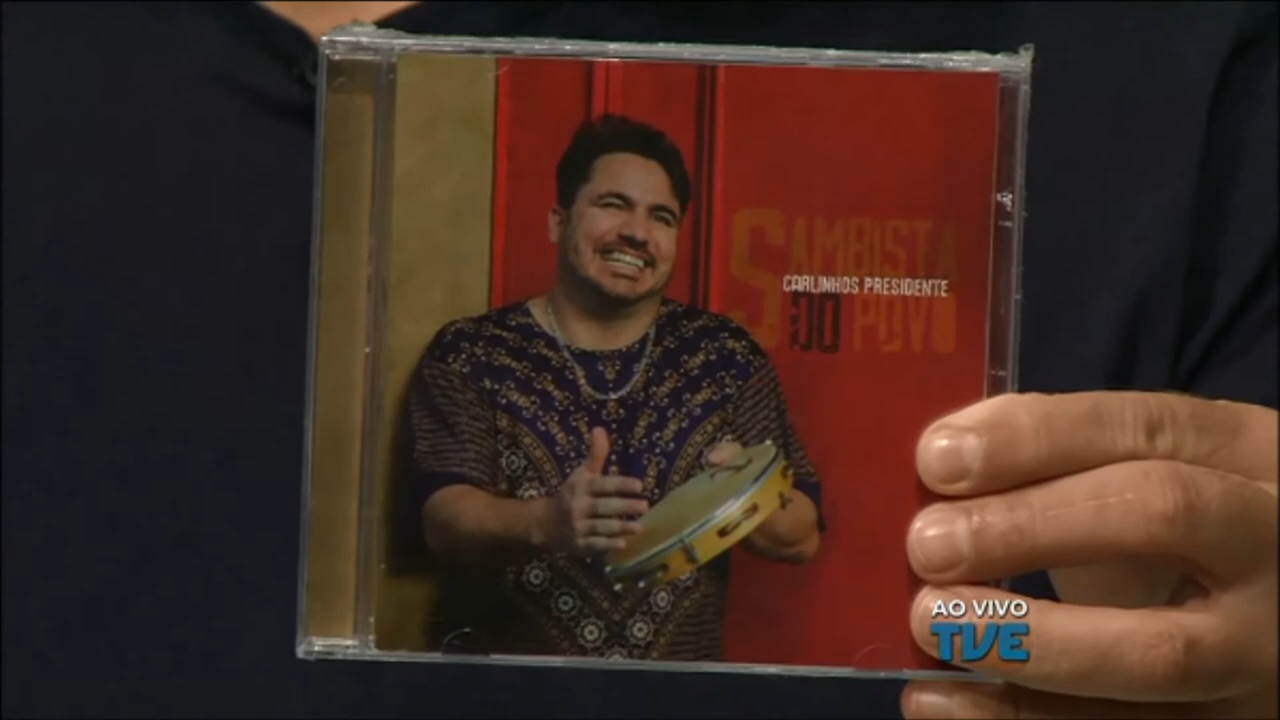 SAMBISTA
CARLINHOS PRESIDENTE
DO POVO
AO VIVO
TVE